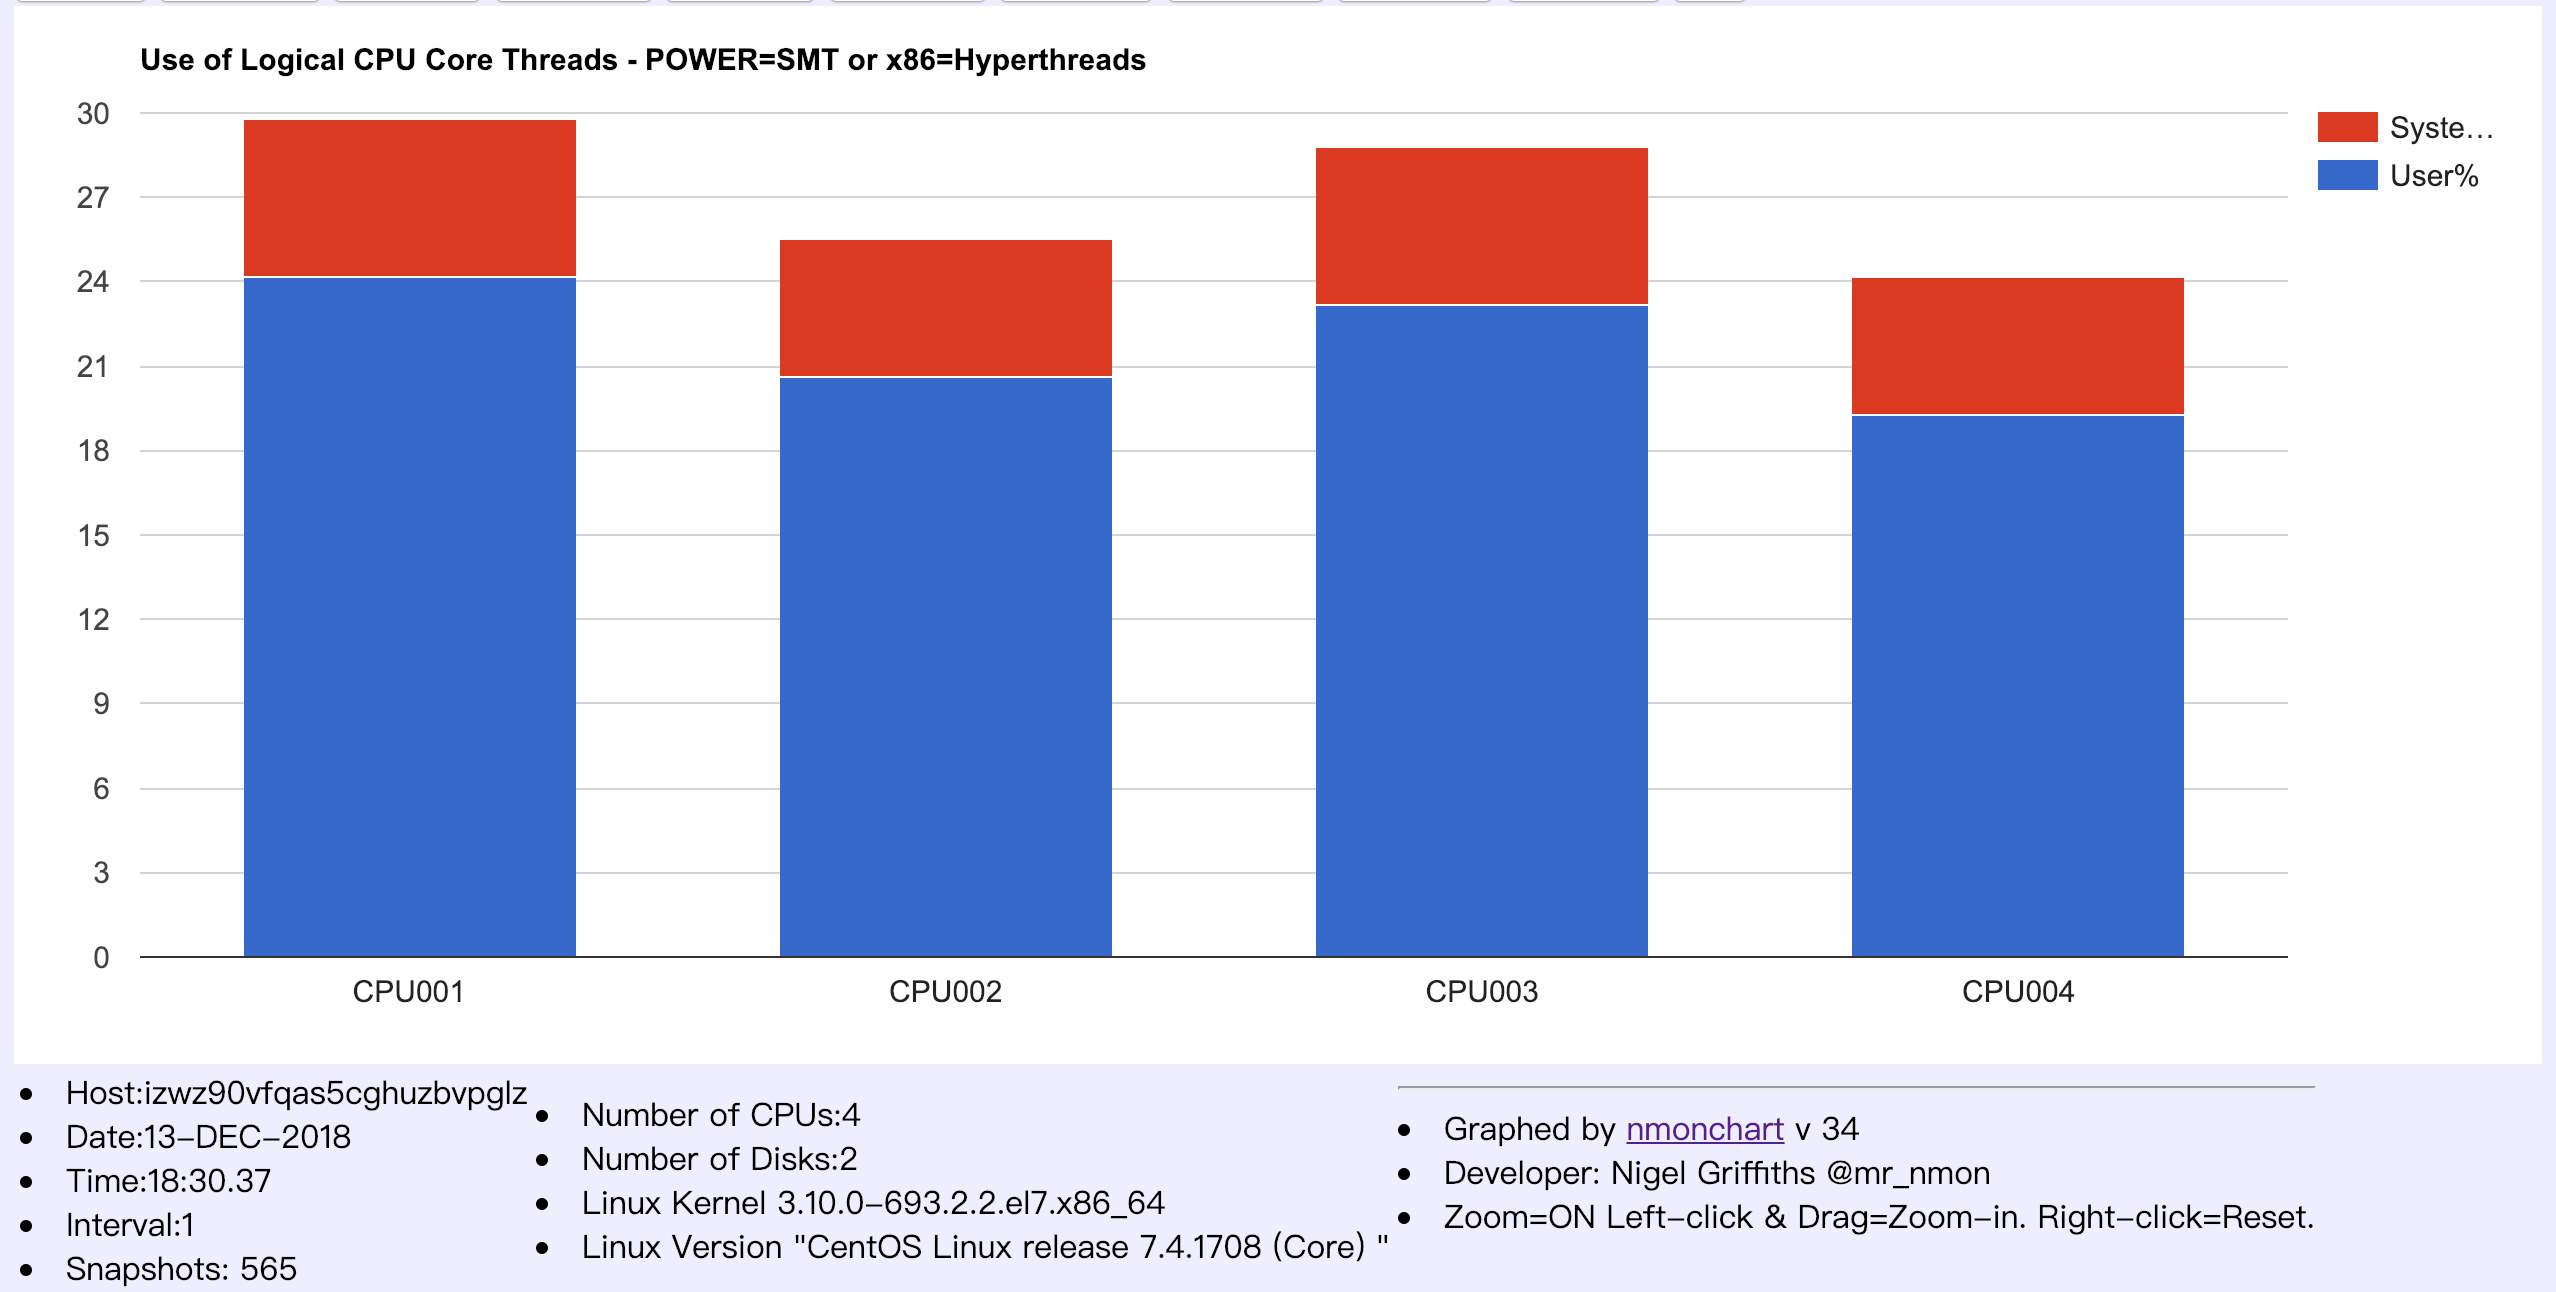 Use of Logical CPU Core Threads - POWER=SMT or x86=Hyperthreads
30
27
24
21
18
15
12
9
6
3
0
Syste…
User%
CPU001
CPU002
CPU003
CPU004
Host:izwz90vfqas5cghuzbvpglz
Date:13-DEC-2018
Time:18:30.37
Interval:1
Snapshots: 565
Number of CPUs:4
Number of Disks:2
Linux Kernel 3.10.0-693.2.2.el7.x86_64
Linux Version "CentOS Linux release 7.4.1708 (Core) "
Graphed by nmonchart v 34
Developer: Nigel Griffiths @mr_nmon
Zoom=ON Left-click & Drag=Zoom-in. Right-click=Reset.